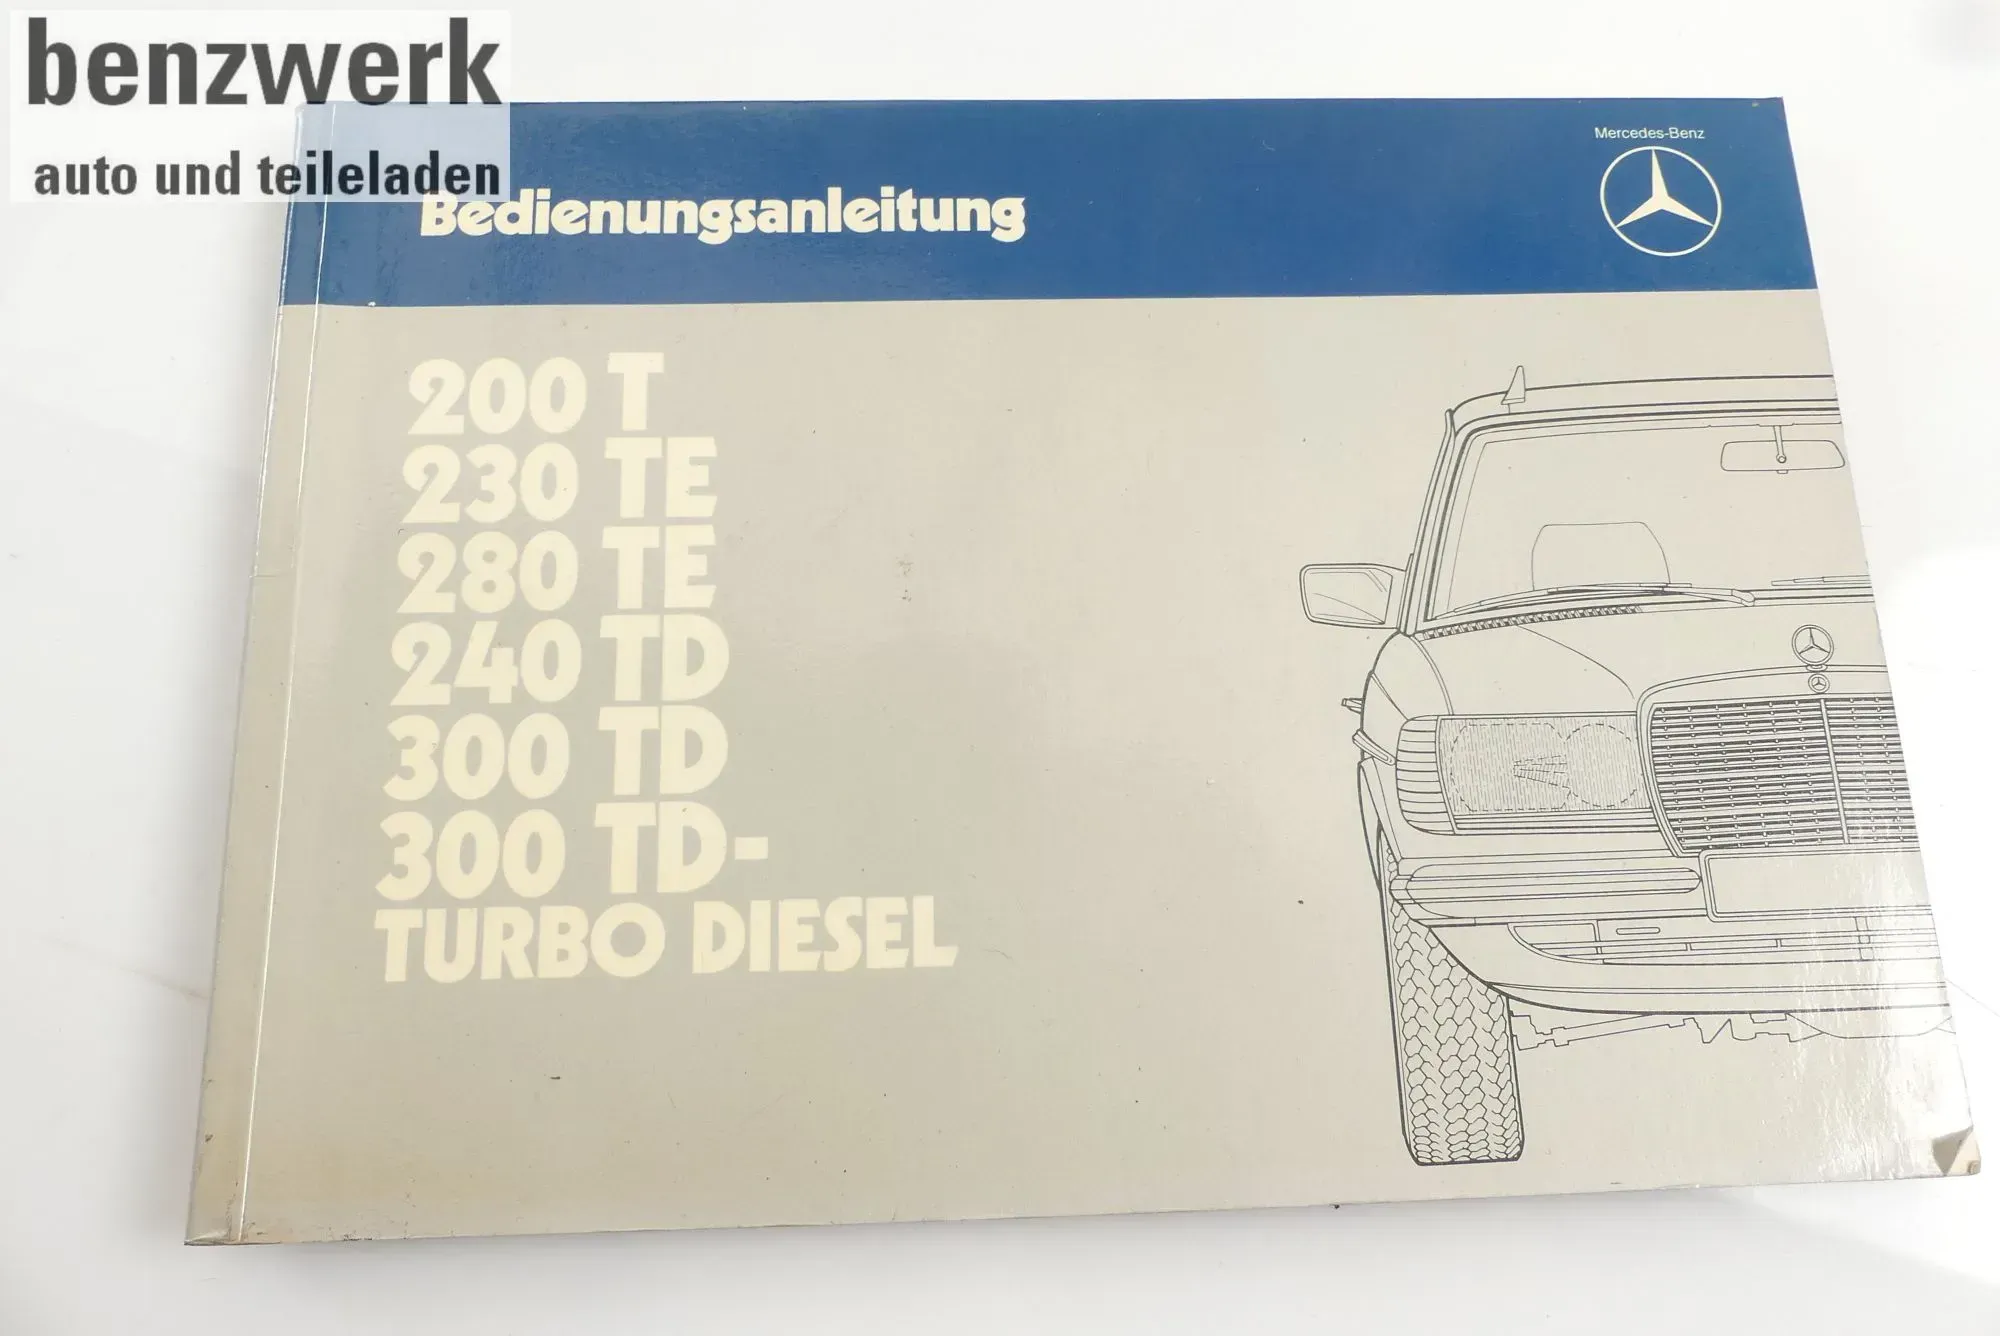 benzwerk
auto und teileladen
Mercedes-Benz
Bedienungsanleitung
200 T
230 TE
280 TE
240 TD
300 TD
300 TD-
TURBO DIESEL